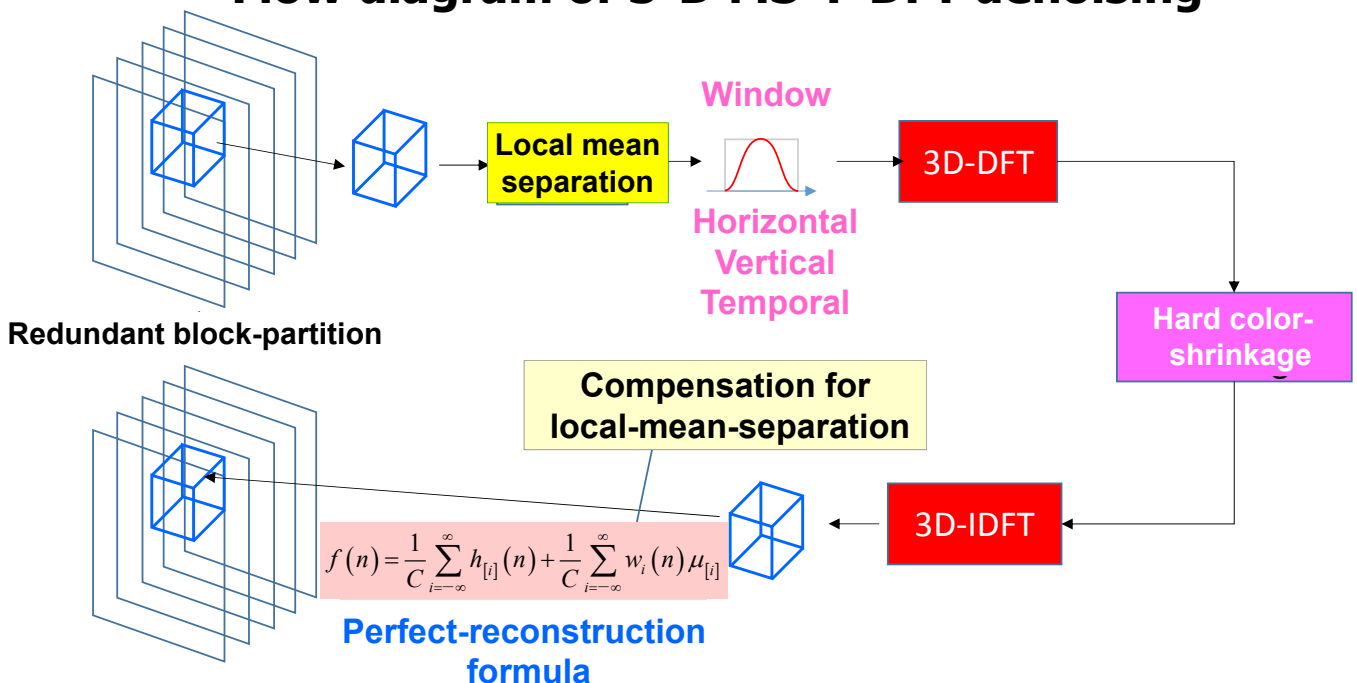 Window
Local mean
separation
3D-DFT
Horizontal
Vertical
Temporal
Redundant block-partition
Hard color-
shrinkage
Compensation for
local-mean-separation
3D-IDFT
f(n) = \frac{1}{C} \sum_{i=-\infty}^{\infty} h_{[i]}(n) + \frac{1}{C} \sum_{i=-\infty}^{\infty} w_i(n) \mu_{[i]}
Perfect-reconstruction
formula